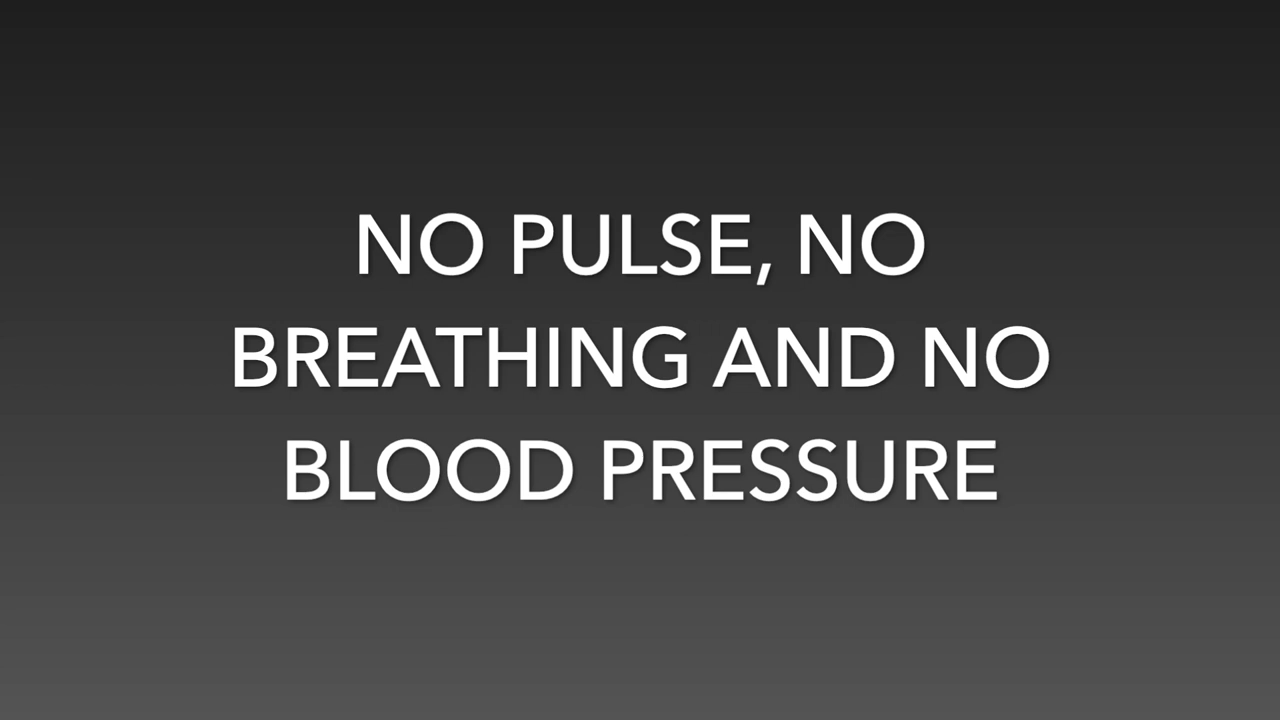 NO PULSE, NO
BREATHING AND NO
BLOOD PRESSURE